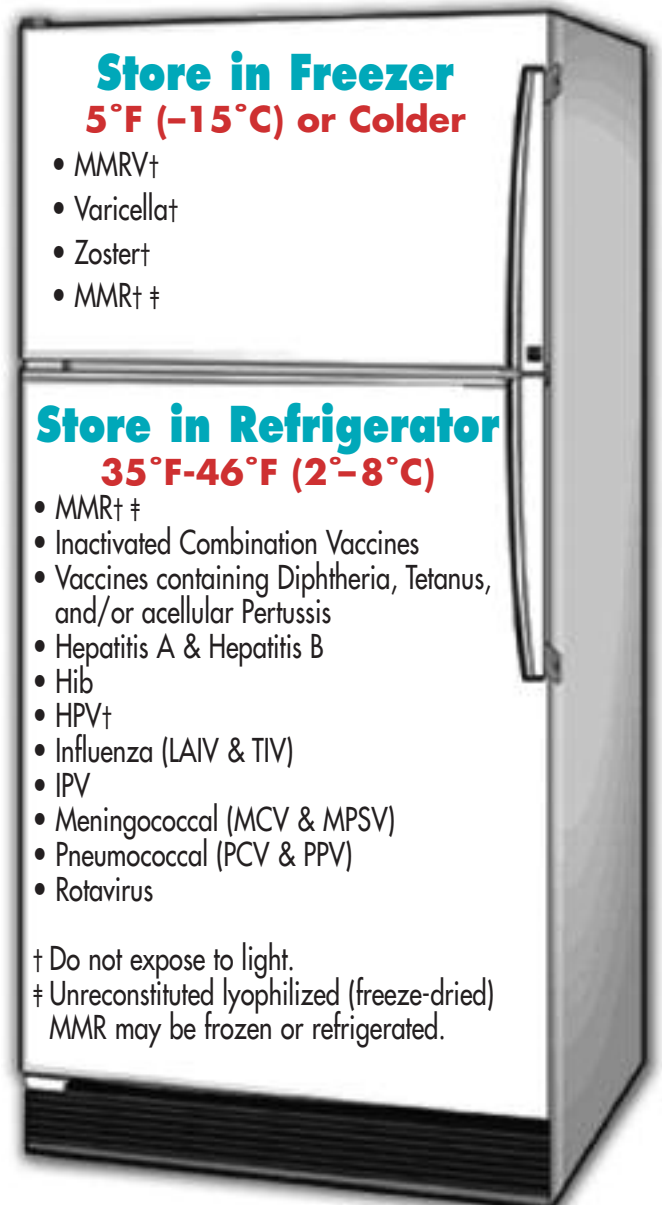 Store in Freezer
5°F (–15°C) or Colder
• MMRV†
• Varicella†
• Zoster†
• MMR† ‡
Store in Refrigerator
35°F-46°F (2°–8°C)
• MMR† ‡
• Inactivated Combination Vaccines
• Vaccines containing Diphtheria, Tetanus,
and/or acellular Pertussis
• Hepatitis A & Hepatitis B
• Hib
• HPV†
• Influenza (LAIV & TIV)
• IPV
• Meningococcal (MCV & MPSV)
• Pneumococcal (PCV & PPV)
• Rotavirus
† Do not expose to light.
‡ Unreconstituted lyophilized (freeze-dried)
MMR may be frozen or refrigerated.